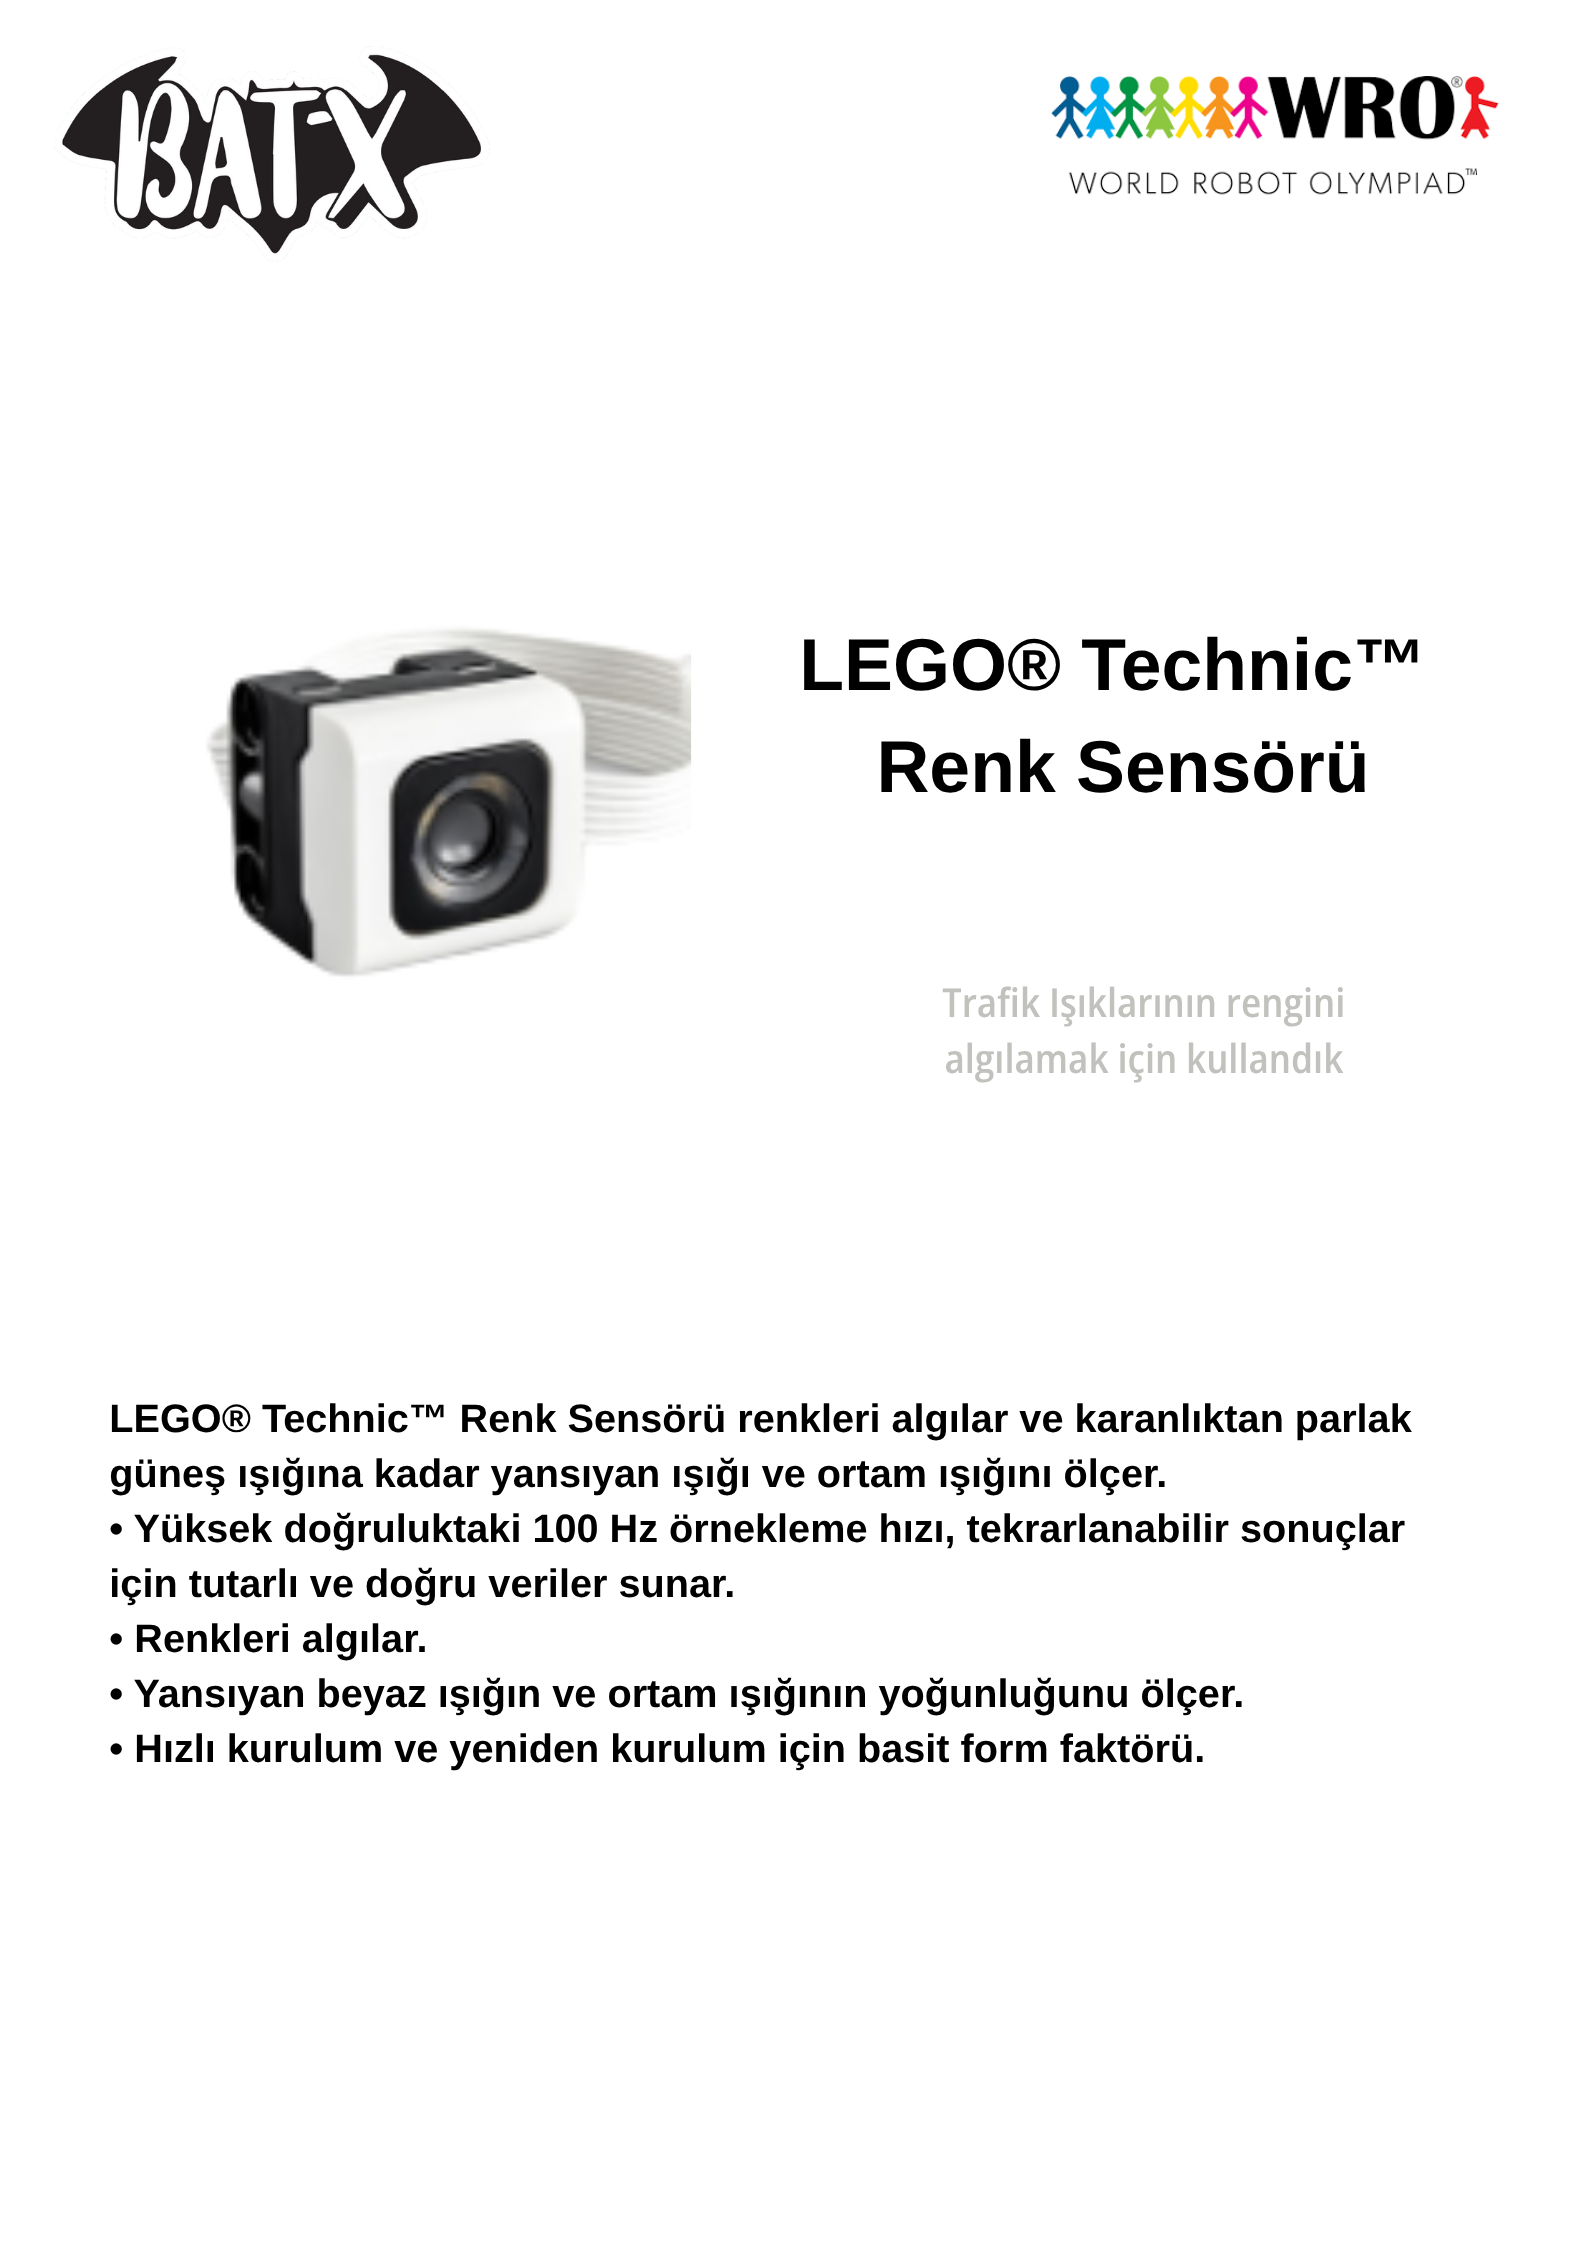 BAT-X
WRO®
WORLD ROBOT OLYMPIAD™
LEGO® Technic™
Renk Sensörü
Trafik Işıklarının rengini
algılamak için kullandık
LEGO® Technic™ Renk Sensörü renkleri algılar ve karanlıktan parlak
güneş ışığına kadar yansıyan ışığı ve ortam ışığını ölçer.
• Yüksek doğruluktaki 100 Hz örnekleme hızı, tekrarlanabilir sonuçlar
için tutarlı ve doğru veriler sunar.
• Renkleri algılar.
• Yansıyan beyaz ışığın ve ortam ışığının yoğunluğunu ölçer.
• Hızlı kurulum ve yeniden kurulum için basit form faktörü.